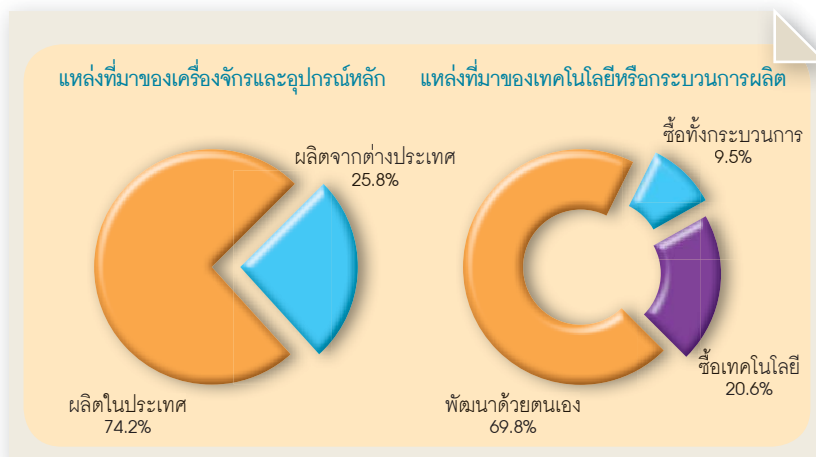 แหล่งที่มาของเครื่องจักรและอุปกรณ์หลัก
ผลิตจากต่างประเทศ
25.8%
ผลิตในประเทศ
74.2%
แหล่งที่มาของเทคโนโลยีหรือกระบวนการผลิต
ซื้อทั้งกระบวนการ
9.5%
ซื้อเทคโนโลยี
20.6%
พัฒนาด้วยตนเอง
69.8%